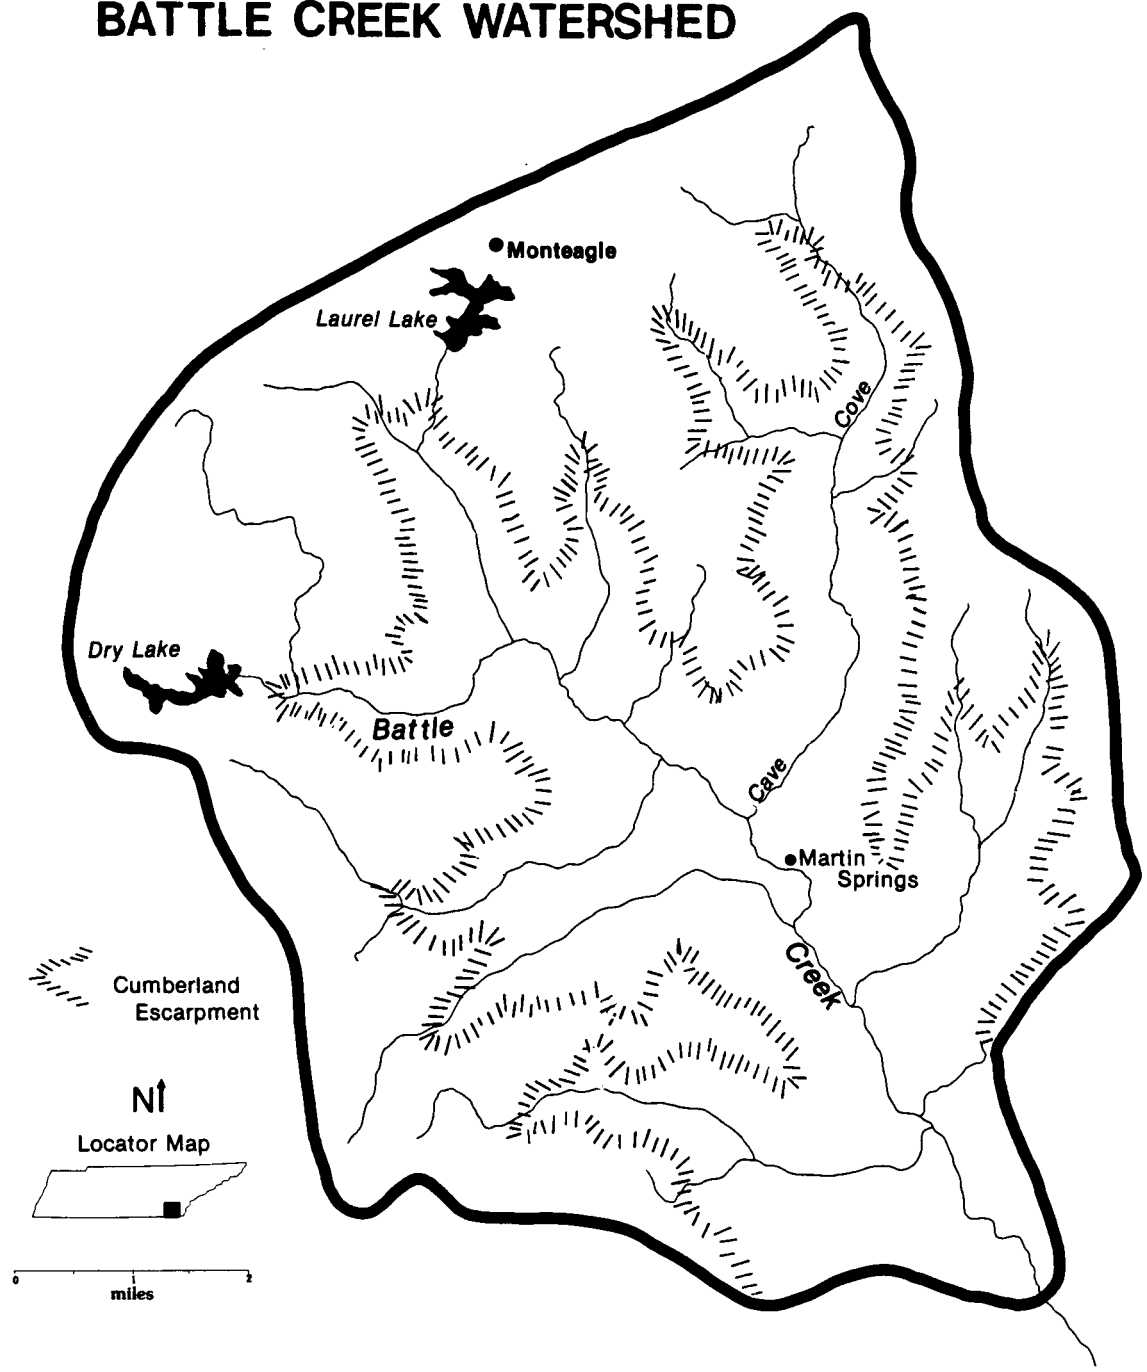 BATTLE CREEK WATERSHED
Monteagle
Laurel Lake
Cove
Dry Lake
Battle
Cave
Martin
Springs
Creek
Cumberland
Escarpment
N
Locator Map
0 1 2
miles